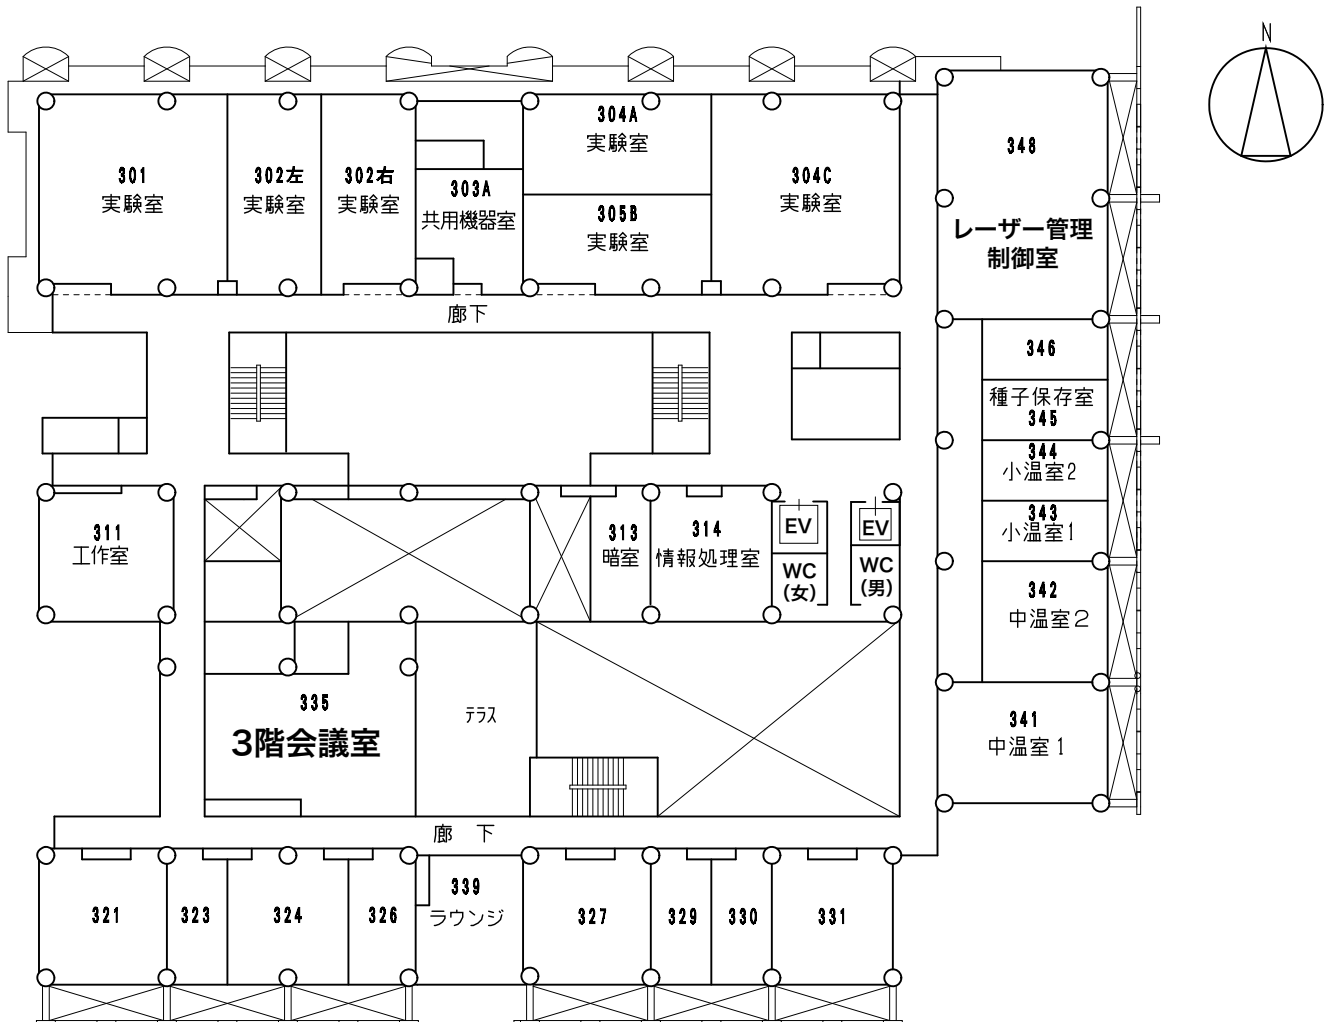 N
301
実験室
302左
実験室
302右
実験室
303A
共用機器室
304A
実験室
305B
実験室
304C
実験室
348
レーザー管理
制御室
廊下
346
種子保存室
345
344
小温室2
343
小温室1
342
中温室2
341
中温室1
311
工作室
313
暗室
314
情報処理室
EV
WC
(女)
EV
WC
(男)
335
3階会議室
テラス
廊 下
321
323
324
326
339
ラウンジ
327
329
330
331